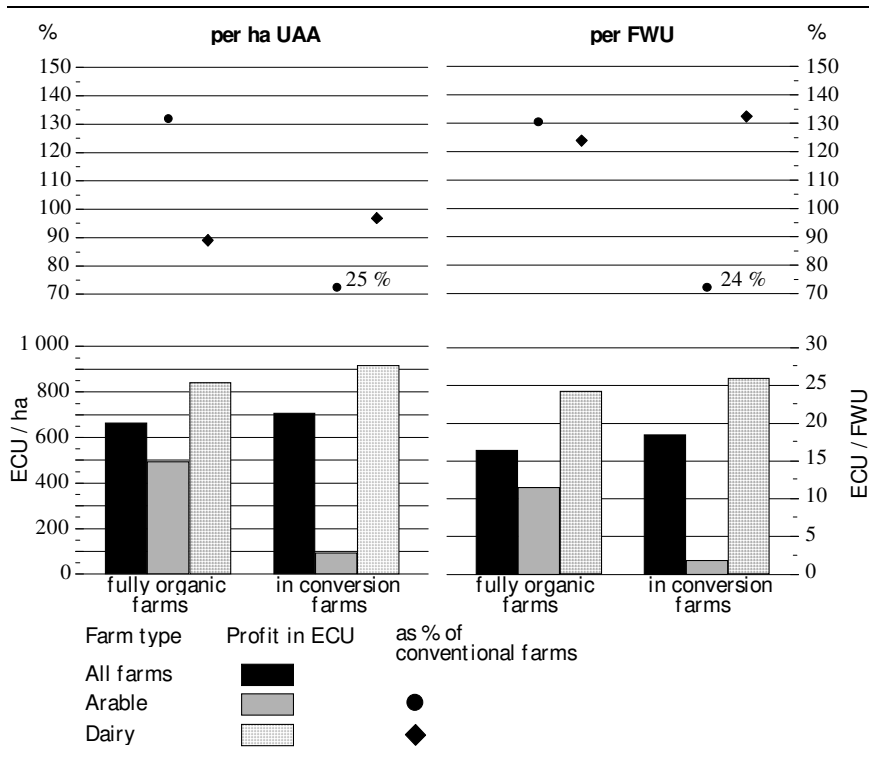 % per ha UAA per FWU %
150 150
140 140
130 130
120 120
110 110
100 100
90 90
80 25 % 24 % 80
70 70
1 000 30
800 25
600 20
15
400 10
200 5
0 0
ECU / ha
ECU / FWU
fully organic in conversion fully organic in conversion
farms farms farms farms
Farm type Profit in ECU as % of
conventional farms
All farms
Arable
Dairy